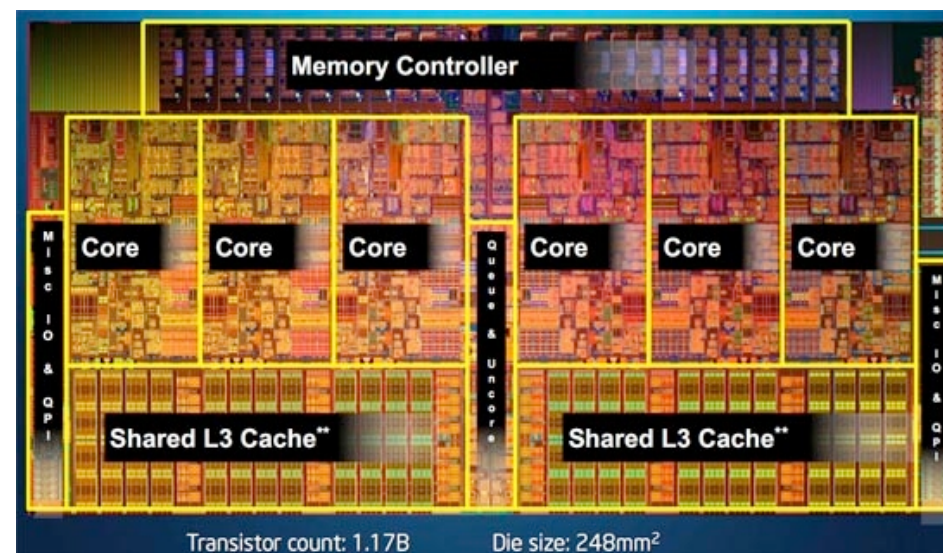 Memory Controller
Misc IO & QPI
Core
Core
Core
Queue & Uncore
Core
Core
Core
Misc IO & QPI
Shared L3 Cache**
Shared L3 Cache**
Transistor count: 1.17B
Die size: 248mm²